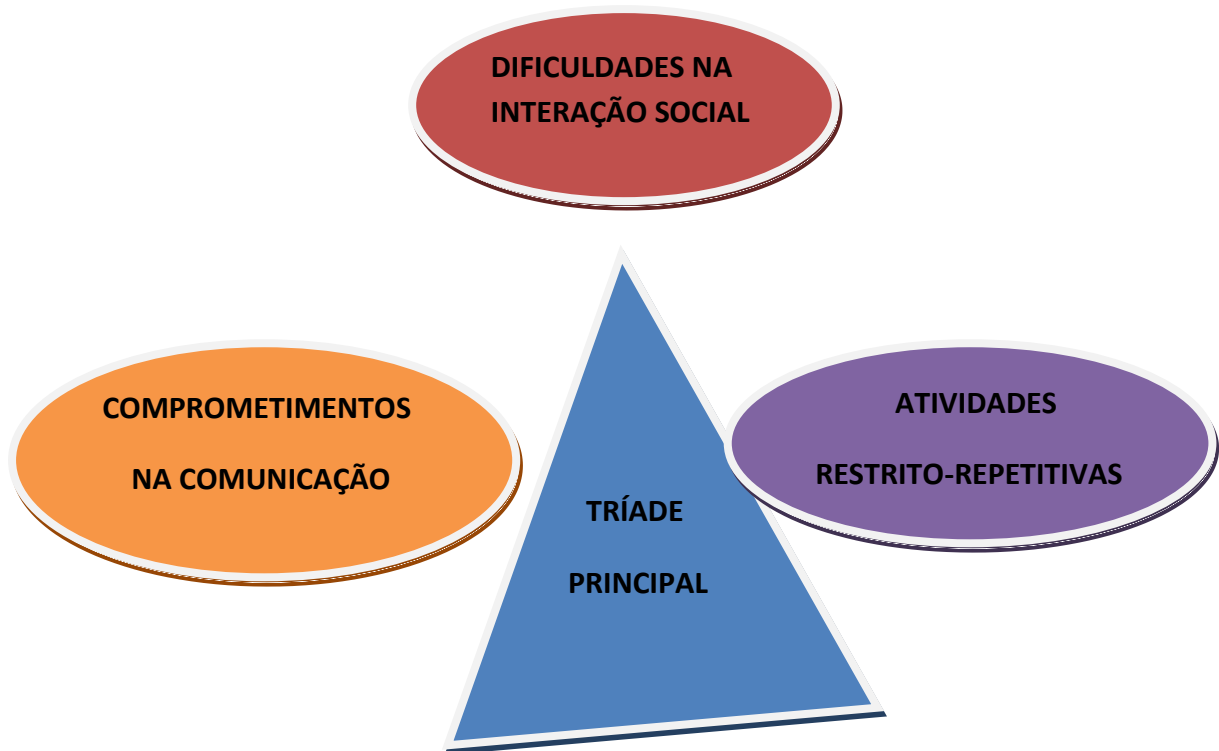 DIFICULDADES NA
INTERAÇÃO SOCIAL
COMPROMETIMENTOS
NA COMUNICAÇÃO
ATIVIDADES
RESTRITO-REPETITIVAS
TRÍADE
PRINCIPAL